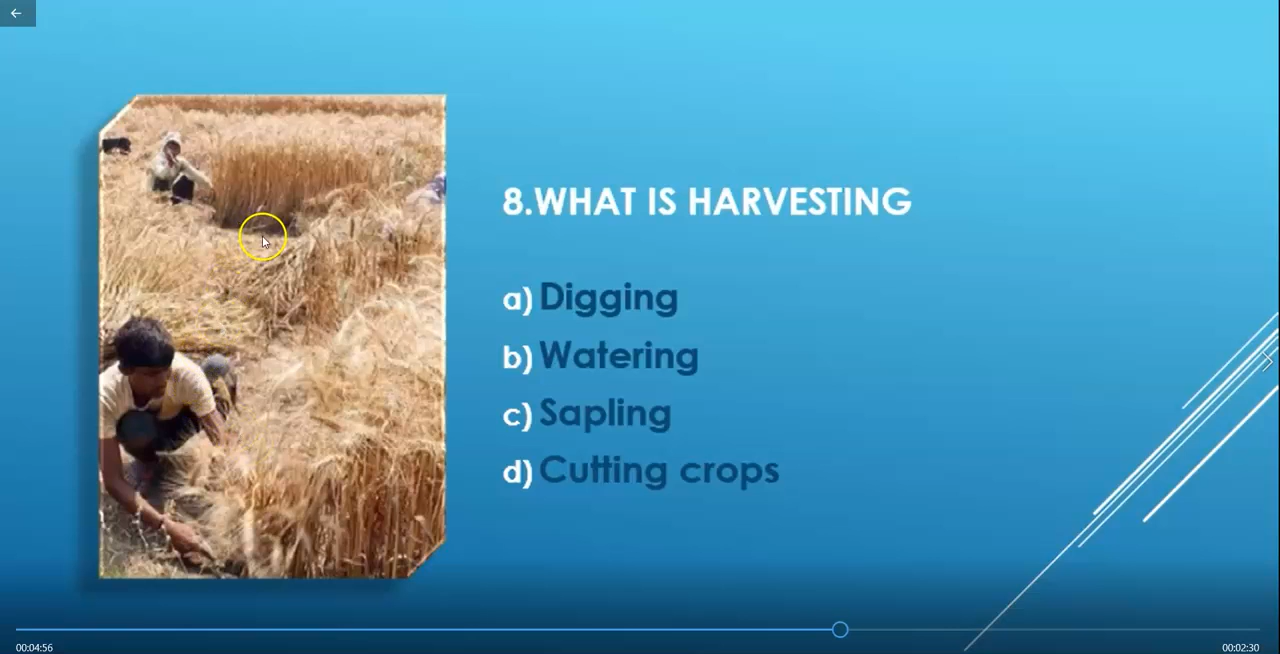 8.WHAT IS HARVESTING
a) Digging
b) Watering
c) Sapling
d) Cutting crops
00:04:56
00:02:30